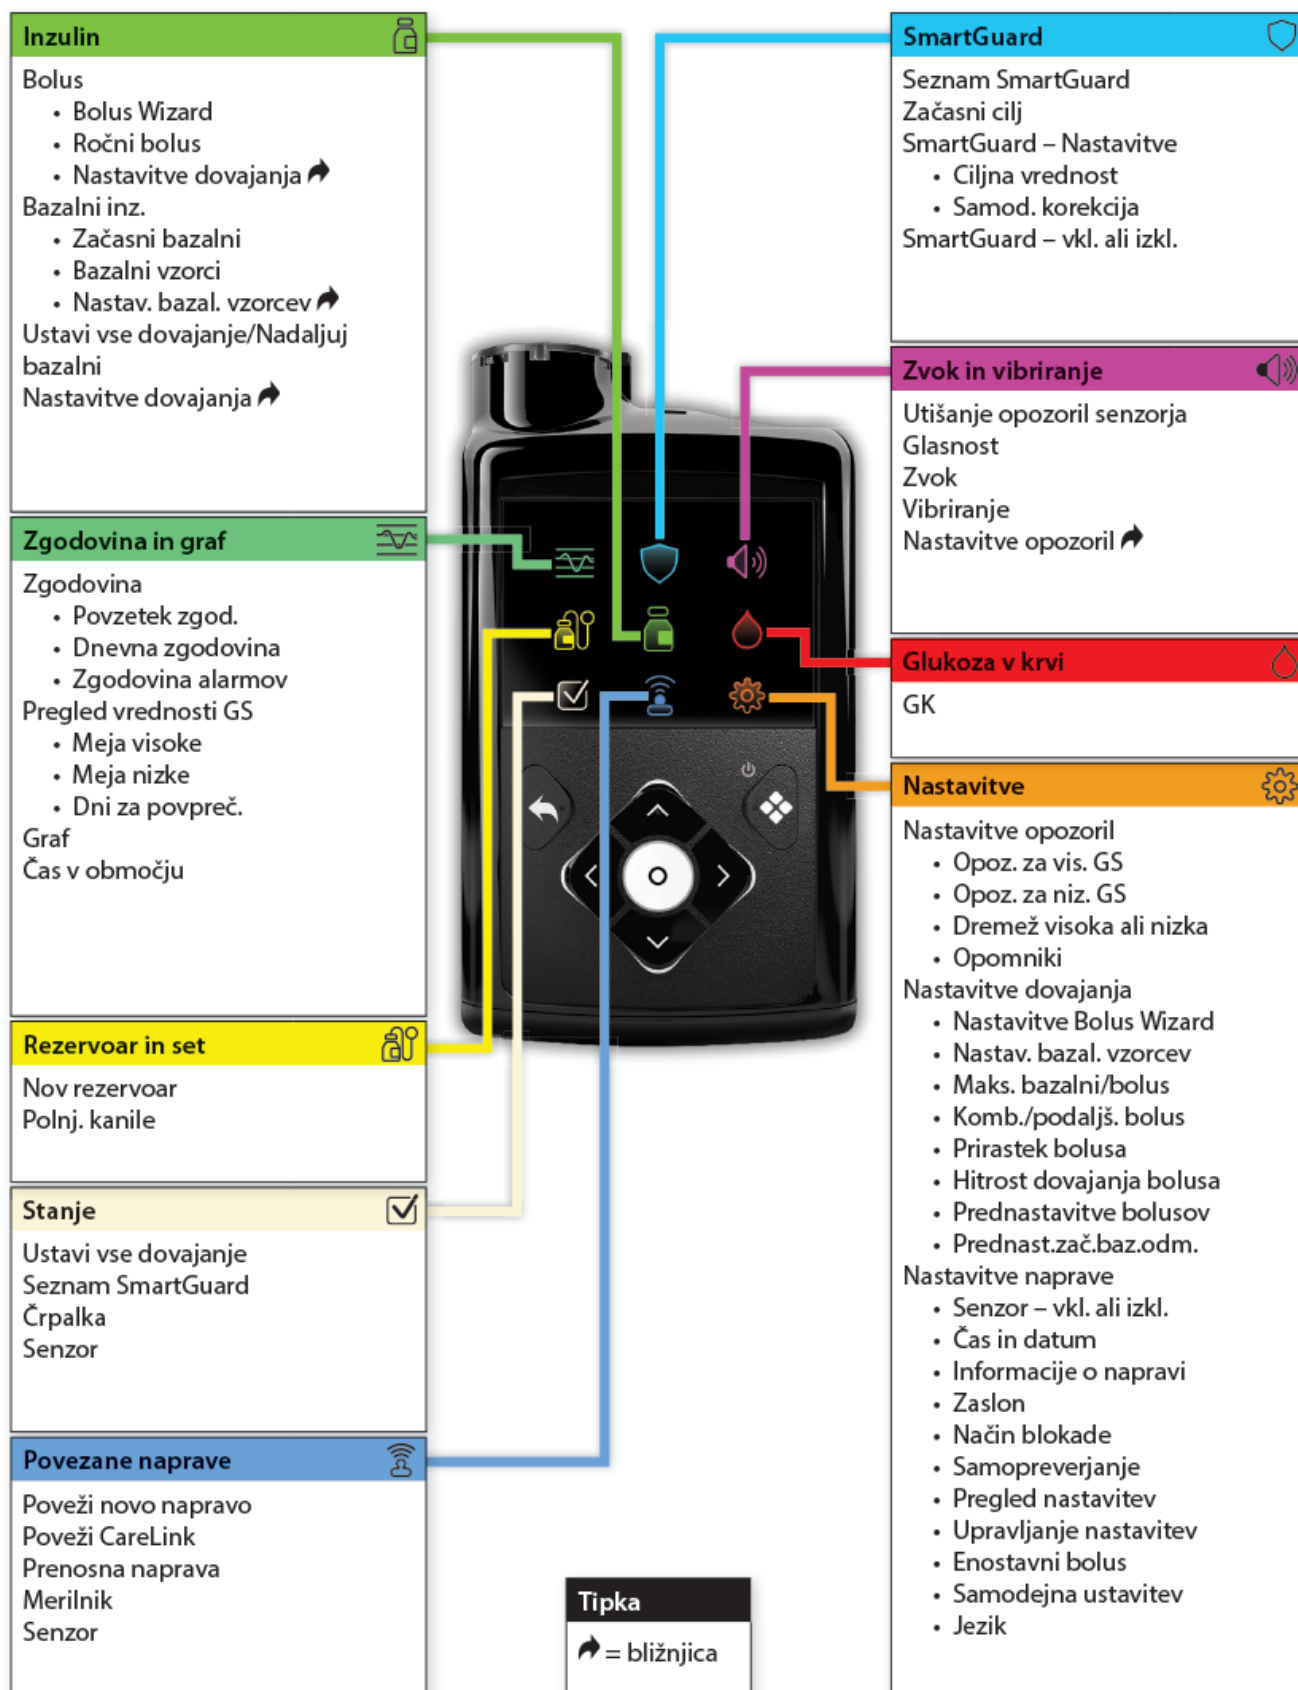 Inzulin
Bolus
• Bolus Wizard
• Ročni bolus
• Nastavitve dovajanja
Bazalni inz.
• Začasni bazalni
• Bazalni vzorci
• Nastav. bazal. vzorcev
Ustavi vse dovajanje/Nadaljuj
bazalni
Nastavitve dovajanja
Zgodovina in graf
Zgodovina
• Povzetek zgod.
• Dnevna zgodovina
• Zgodovina alarmov
Pregled vrednosti GS
• Meja visoke
• Meja nizke
• Dni za povpreč.
Graf
Čas v območju
Rezervoar in set
Nov rezervoar
Polnj. kanile
Stanje
Ustavi vse dovajanje
Seznam SmartGuard
Črpalka
Senzor
Povezane naprave
Poveži novo napravo
Poveži CareLink
Prenosna naprava
Merilnik
Senzor
SmartGuard
Seznam SmartGuard
Začasni cilj
SmartGuard – Nastavitve
• Ciljna vrednost
• Samod. korekcija
SmartGuard – vkl. ali izkl.
Zvok in vibriranje
Utišanje opozoril senzorja
Glasnost
Zvok
Vibriranje
Nastavitve opozoril
Glukoza v krvi
GK
Nastavitve
Nastavitve opozoril
• Opoz. za vis. GS
• Opoz. za niz. GS
• Dremež visoka ali nizka
• Opomniki
Nastavitve dovajanja
• Nastavitve Bolus Wizard
• Nastav. bazal. vzorcev
• Maks. bazalni/bolus
• Komb./podaljš. bolus
• Prirastek bolusa
• Hitrost dovajanja bolusa
• Prednastavitve bolusov
• Prednast.zač.baz.odm.
Nastavitve naprave
• Senzor – vkl. ali izkl.
• Čas in datum
• Informacije o napravi
• Zaslon
• Način blokade
• Samopreverjanje
• Pregled nastavitev
• Upravljanje nastavitev
• Enostavni bolus
• Samodejna ustavitev
• Jezik
Tipka
= bližnjica